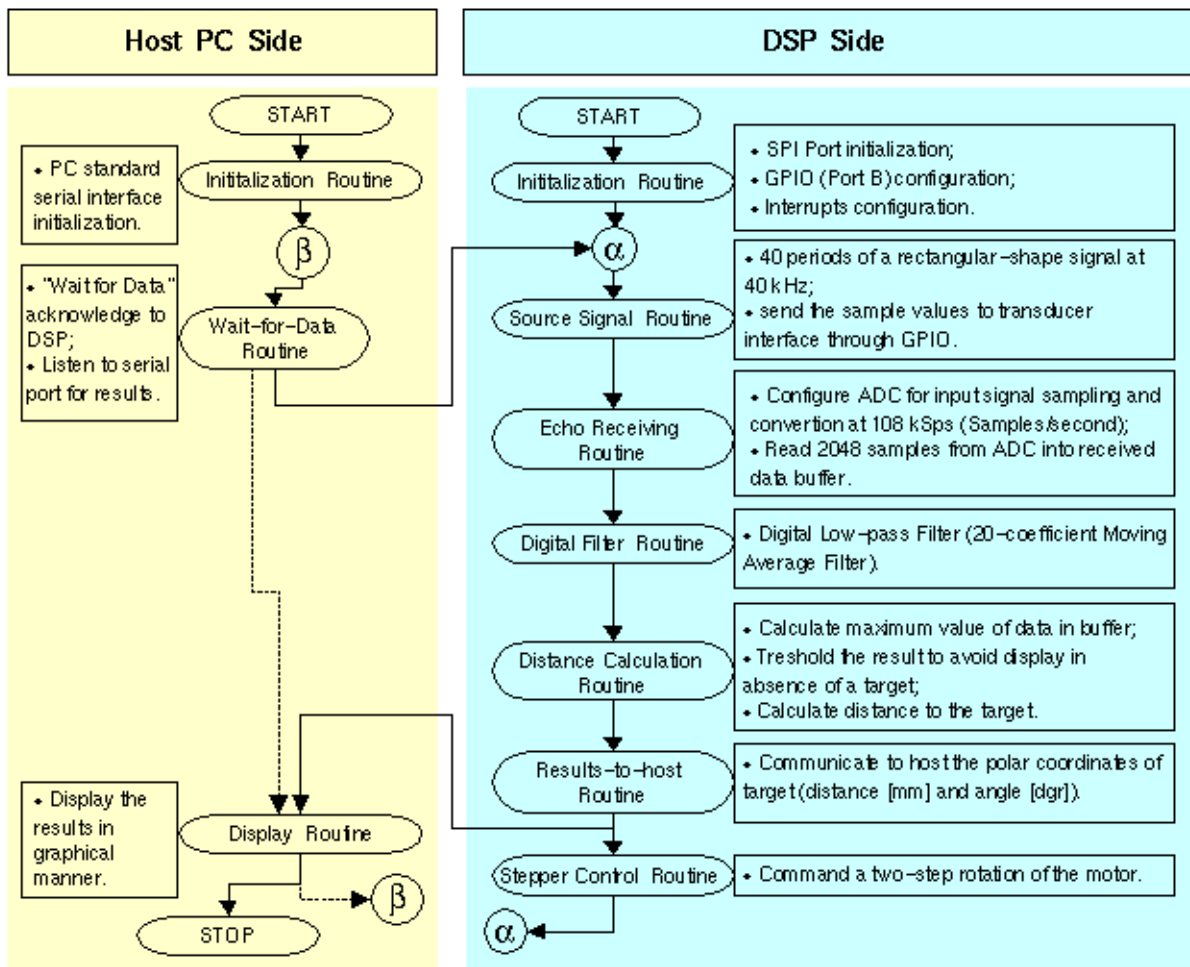 Host PC Side
DSP Side
START
• PC standard
serial interface
initialization.
Inititalization Routine
β
• "Wait for Data"
acknowledge to
DSP;
• Listen to serial
port for results.
Wait-for-Data
Routine
• Display the
results in
graphical
manner.
Display Routine
β
STOP
START
Inititalization Routine
• SPI Port initialization;
• GPIO (Port B) configuration;
• Interrupts configuration.
α
Source Signal Routine
• 40 periods of a rectangular-shape signal at
40 kHz;
• send the sample values to transducer
interface through GPIO.
Echo Receiving
Routine
• Configure ADC for input signal sampling and
convertion at 108 kSps (Samples/second);
• Read 2048 samples from ADC into received
data buffer.
Digital Filter Routine
• Digital Low-pass Filter (20-coefficient Moving
Average Filter).
Distance Calculation
Routine
• Calculate maximum value of data in buffer;
• Treshold the result to avoid display in
absence of a target;
• Calculate distance to the target.
Results-to-host
Routine
• Communicate to host the polar coordinates of
target (distance [mm] and angle [dgr]).
Stepper Control Routine
• Command a two-step rotation of the motor.
α